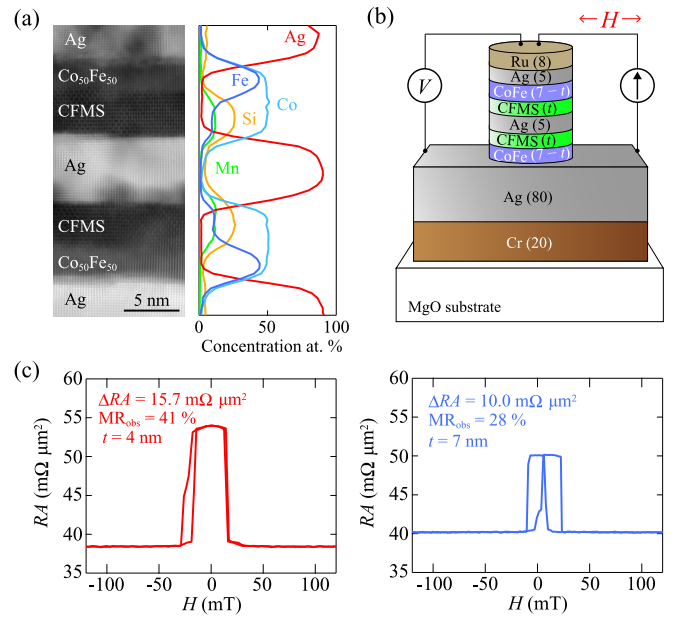 (a)
Ag
Co₅₀Fe₅₀
CFMS
Ag
CFMS
Co₅₀Fe₅₀
Ag
5 nm
Ag
Fe
Co
Si
Mn
0 50 100
Concentration at. %
(b)
← H →
V
Ru (8)
Ag (5)
CoFe (7 − t)
CFMS (t)
Ag (5)
CFMS (t)
CoFe (7 − t)
Ag (80)
Cr (20)
MgO substrate
(c)
60
55
50
45
40
35
RA (mΩ μm²)
ΔRA = 15.7 mΩ μm²
MRobs = 41 %
t = 4 nm
-100 -50 0 50 100
H (mT)
60
55
50
45
40
35
RA (mΩ μm²)
ΔRA = 10.0 mΩ μm²
MRobs = 28 %
t = 7 nm
-100 -50 0 50 100
H (mT)